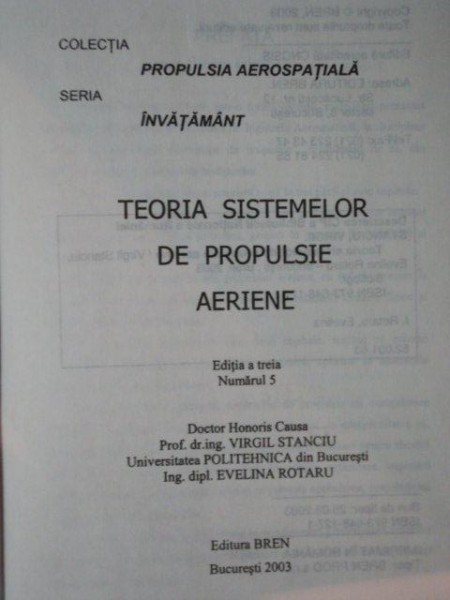 COLECȚIA
PROPULSIA AEROSPAȚIALĂ
SERIA
ÎNVĂȚĂMÂNT
TEORIA SISTEMELOR
DE PROPULSIE
AERIENE
Ediția a treia
Numărul 5
Doctor Honoris Causa
Prof. dr.ing. VIRGIL STANCIU
Universitatea POLITEHNICA din București
Ing. dipl. EVELINA ROTARU
Editura BREN
București 2003